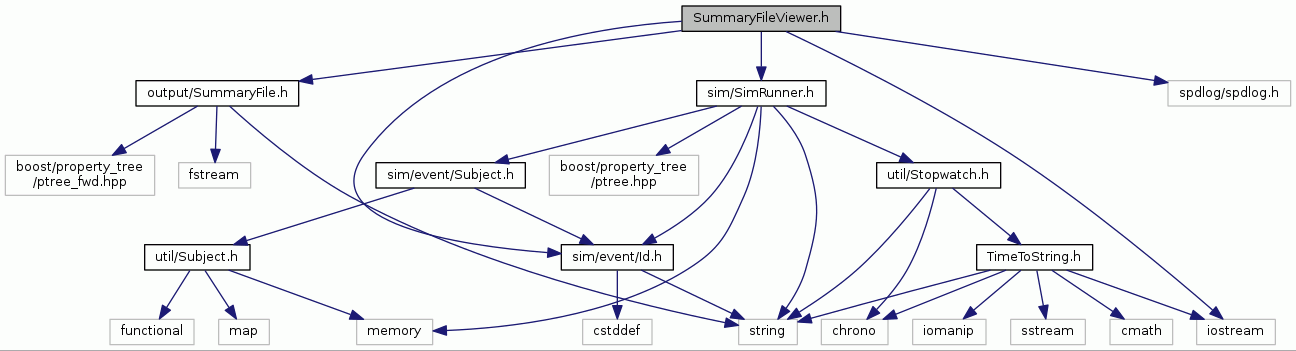 SummaryFileViewer.h
output/SummaryFile.h
sim/SimRunner.h
spdlog/spdlog.h
boost/property_tree
/ptree_fwd.hpp
fstream
sim/event/Subject.h
boost/property_tree
/ptree.hpp
util/Stopwatch.h
util/Subject.h
sim/event/Id.h
TimeToString.h
functional
map
memory
cstddef
string
chrono
iomanip
sstream
cmath
iostream